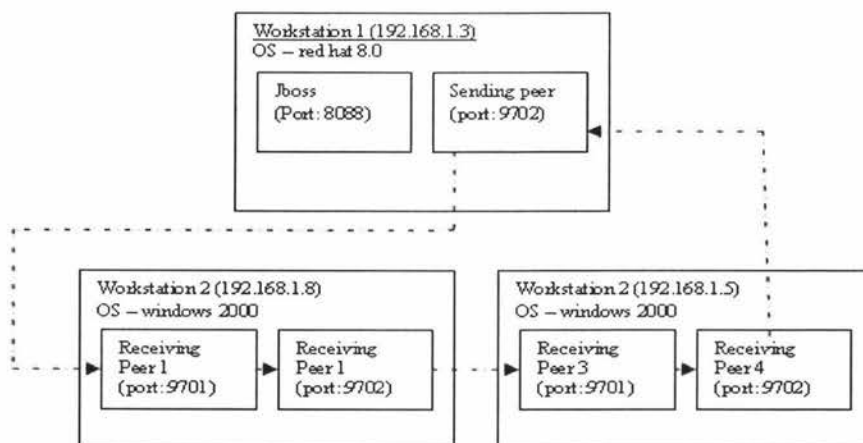 Workstation 1 (192.168.1.3)
OS – red hat 8.0
Jboss
(Port: 8088)
Sending peer
(port: 9702)
Workstation 2 (192.168.1.8)
OS – windows 2000
Receiving
Peer 1
(port:9701)
Receiving
Peer 1
(port:9702)
Workstation 2 (192.168.1.5)
OS – windows 2000
Receiving
Peer 3
(port:9701)
Receiving
Peer 4
(port:9702)